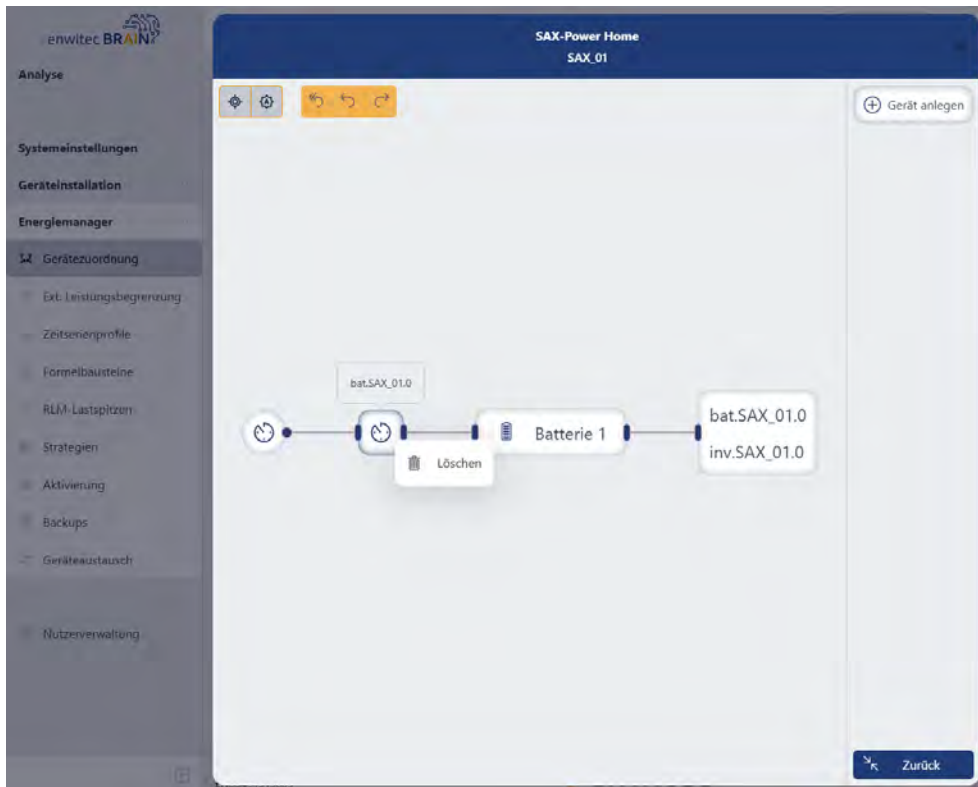 enwitec BRAIN
Analyse
Systemeinstellungen
Geräteinstallation
Energiemanager
Gerätezuordnung
Ext. Leistungsbegrenzung
Zeitserienprofile
Formelbausteine
RLM-Lastspitzen
Strategien
Aktivierung
Backups
Geräteaustausch
Nutzerverwaltung
SAX-Power Home
SAX_01
Gerät anlegen
bat.SAX_01.0
Löschen
Batterie 1
bat.SAX_01.0
inv.SAX_01.0
Zurück